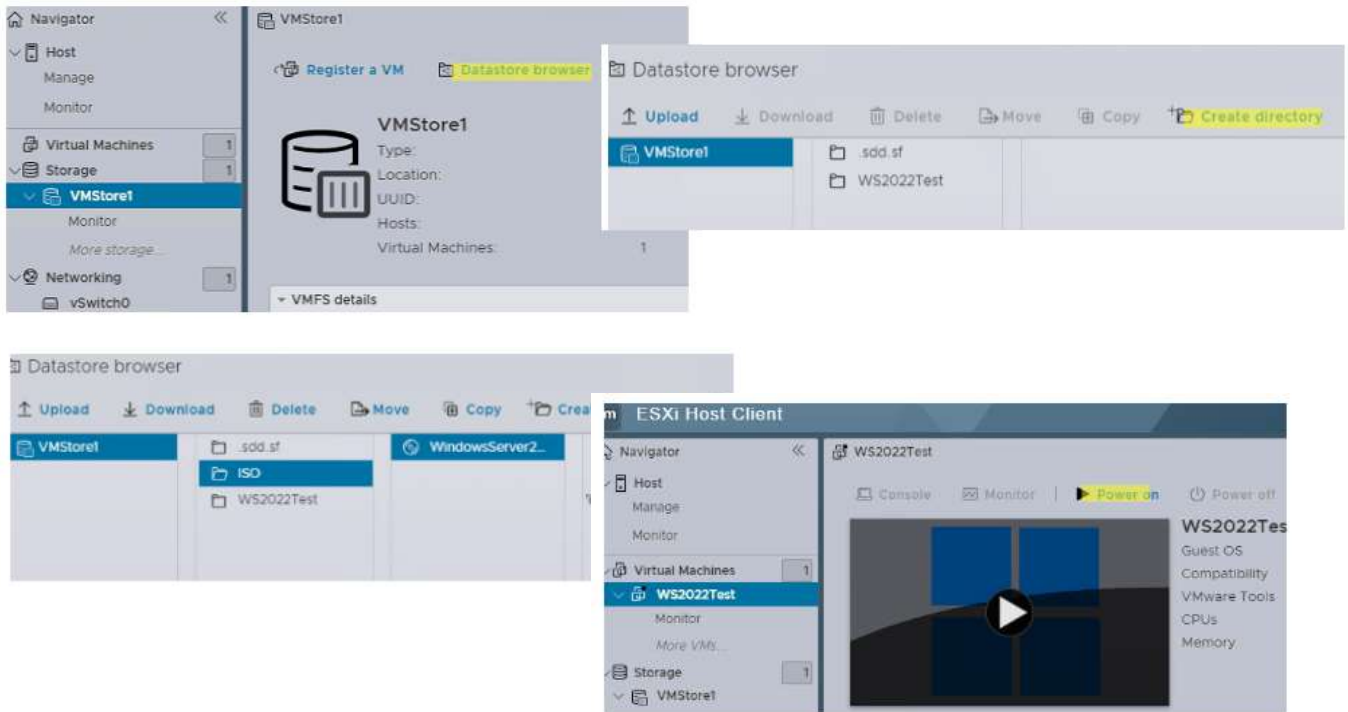 Navigator
Host
Manage
Monitor
Virtual Machines 1
Storage 1
VMStore1
Monitor
More storage...
Networking 1
vSwitch0
VMStore1
Register a VM Datastore browser
VMStore1
Type:
Location:
UUID:
Hosts:
Virtual Machines: 1
VMFS details
Datastore browser
Upload Download Delete Move Copy Create directory
VMStore1 .sdd.sf
WS2022Test
Datastore browser
Upload Download Delete Move Copy Crea
VMStore1 .sdd.sf WindowsServer2...
ISO
WS2022Test
m ESXi Host Client
Navigator
Host
Manage
Monitor
Virtual Machines 1
WS2022Test
Monitor
More VMs...
Storage 1
VMStore1
WS2022Test
Console Monitor Power on Power off
WS2022Tes
Guest OS
Compatibility
VMware Tools
CPUs
Memory